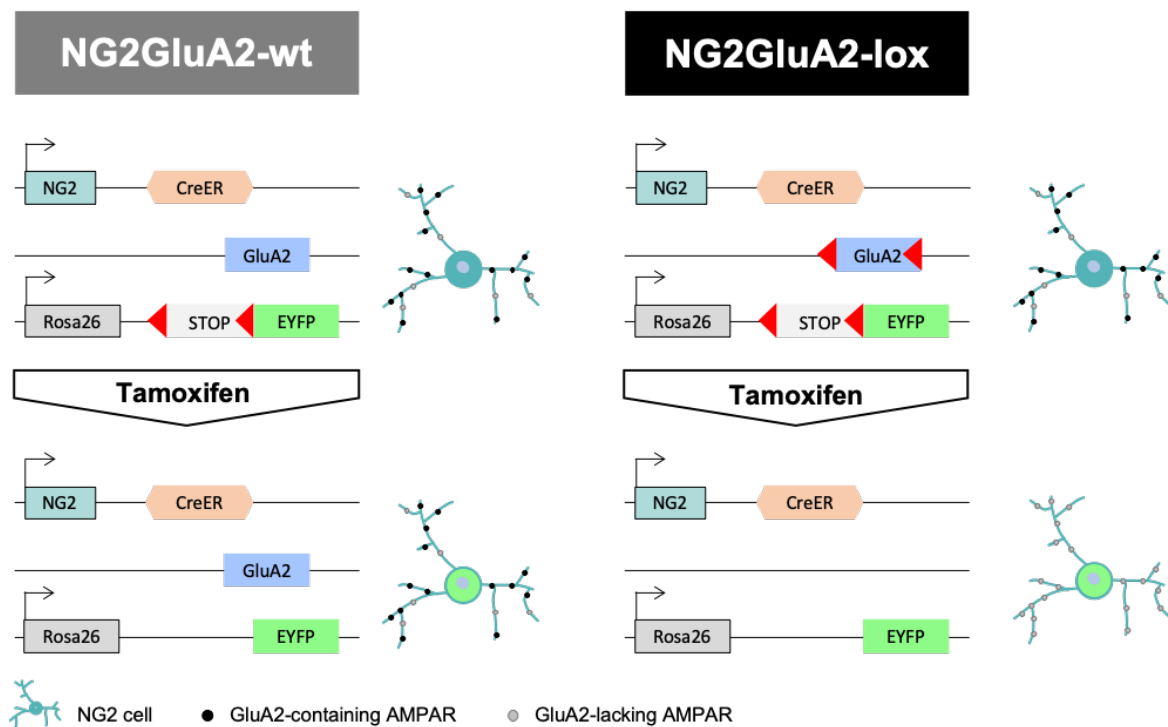 NG2GluA2-wt
NG2GluA2-lox
NG2
CreER
NG2
CreER
GluA2
GluA2
Rosa26
STOP
EYFP
Rosa26
STOP
EYFP
Tamoxifen
Tamoxifen
NG2
CreER
NG2
CreER
GluA2
Rosa26
EYFP
Rosa26
EYFP
NG2 cell
GluA2-containing AMPAR
GluA2-lacking AMPAR